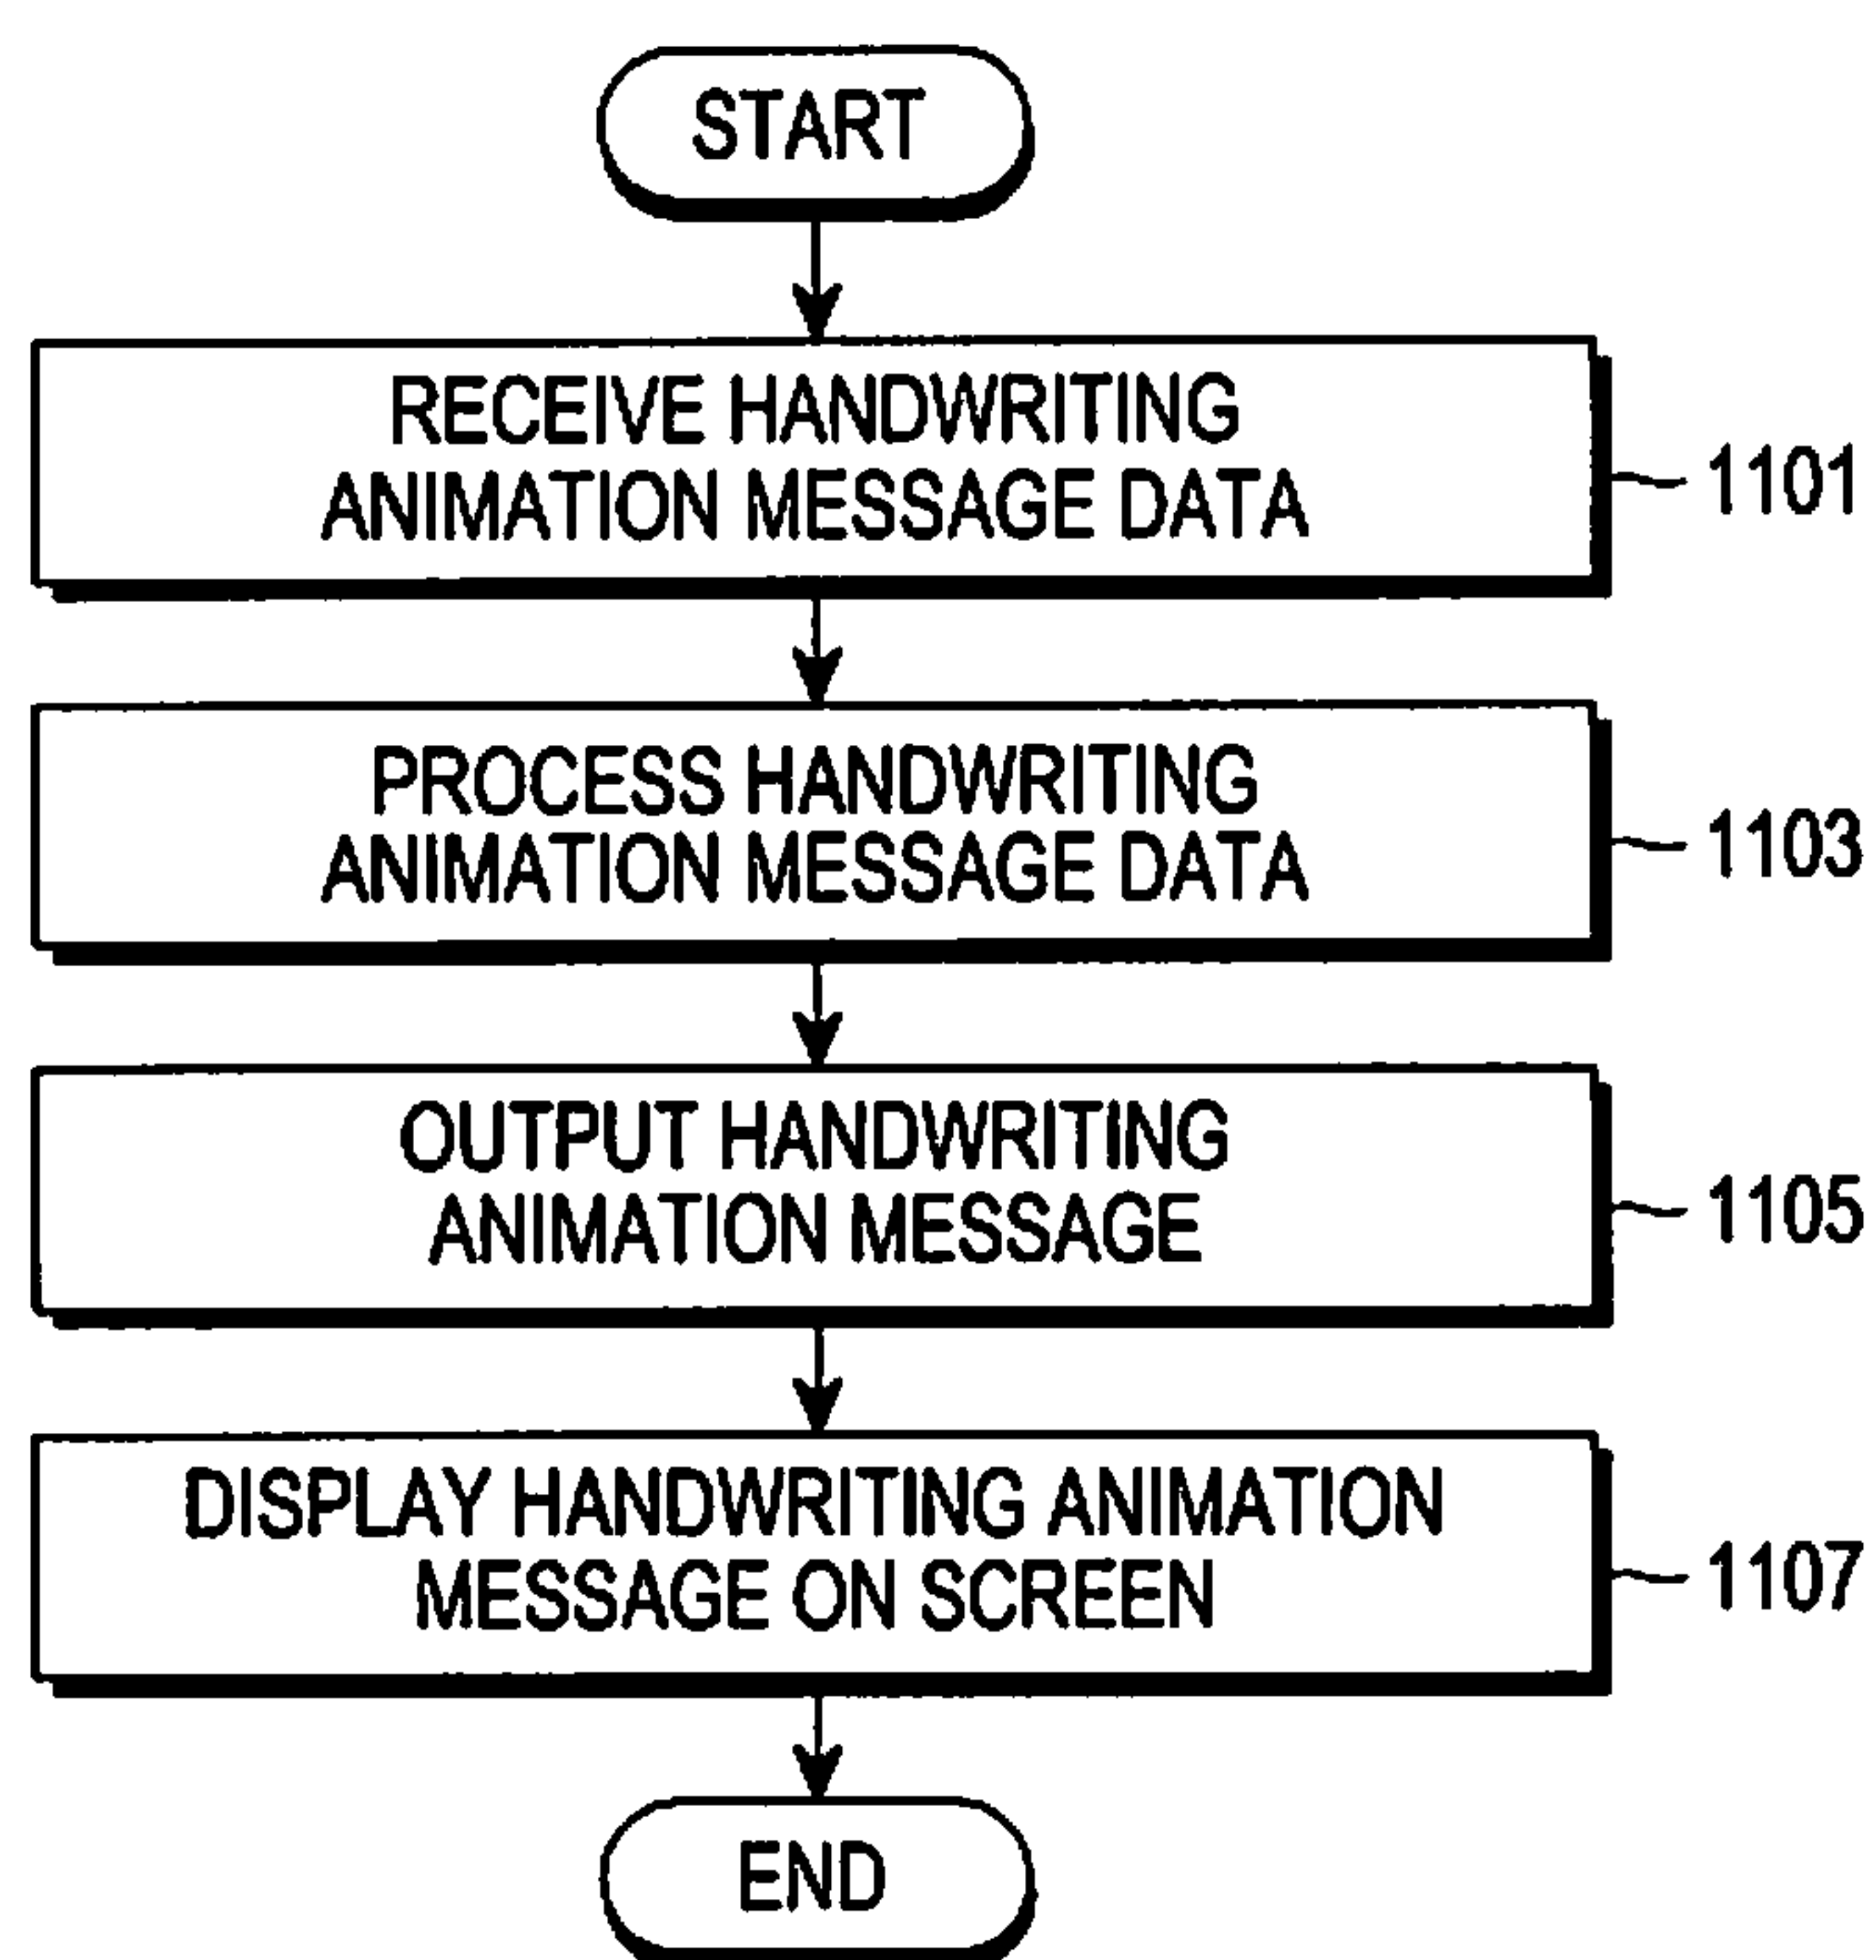 START
RECEIVE HANDWRITING
ANIMATION MESSAGE DATA
1101
PROCESS HANDWRITING
ANIMATION MESSAGE DATA
1103
OUTPUT HANDWRITING
ANIMATION MESSAGE
1105
DISPLAY HANDWRITING ANIMATION
MESSAGE ON SCREEN
1107
END